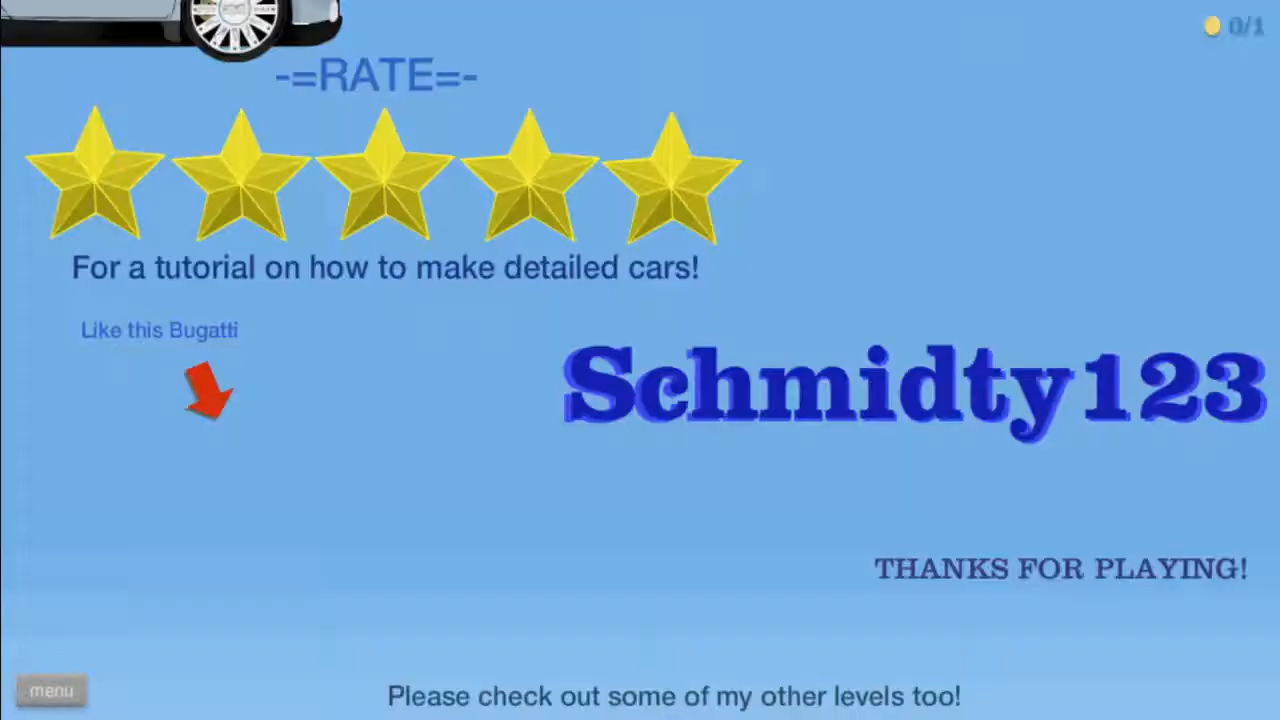 0/1
-=RATE=-
For a tutorial on how to make detailed cars!
Like this Bugatti
Schmidty123
THANKS FOR PLAYING!
menu
Please check out some of my other levels too!